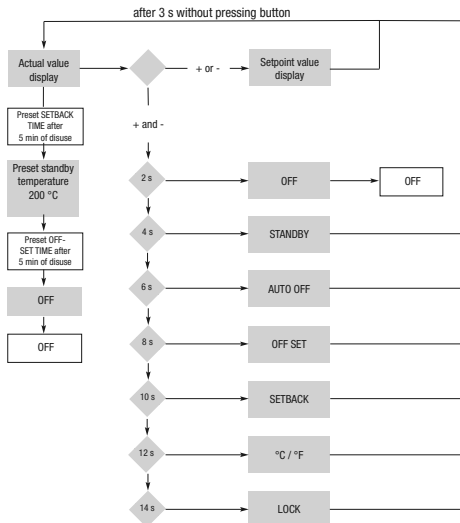 after 3 s without pressing button
Actual value
display
+ or -
Setpoint value
display
Preset SETBACK
TIME after
5 min of disuse
+ and -
Preset standby
temperature
200 °C
2 s
OFF
OFF
Preset OFF-
SET TIME after
5 min of disuse
4 s
STANDBY
OFF
6 s
AUTO OFF
OFF
8 s
OFF SET
10 s
SETBACK
12 s
°C / °F
14 s
LOCK